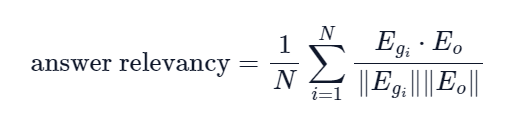 answer relevancy = \frac{1}{N} \sum_{i=1}^{N} \frac{E_{g_i} \cdot E_o}{\|E_{g_i}\| \|E_o\|}